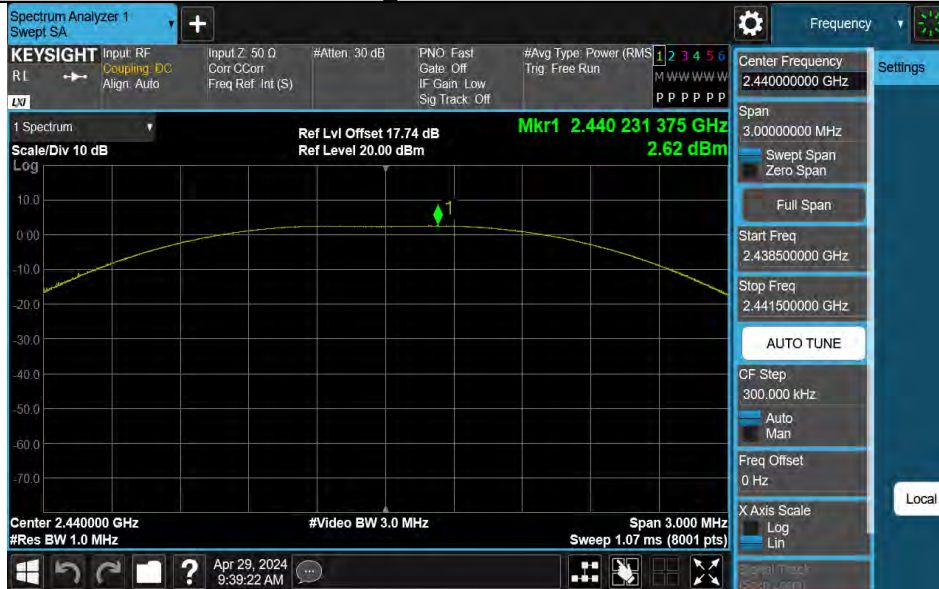 Spectrum Analyzer 1
Swept SA
+
Frequency
KEYSIGHT
RL
LXI
Input: RF
Coupling: DC
Align: Auto
Input Z: 50 Ω
Corr CCorr
Freq Ref: Int (S)
#Atten: 30 dB
PNO: Fast
Gate: Off
IF Gain: Low
Sig Track: Off
#Avg Type: Power (RMS
Trig: Free Run
1 2 3 4 5 6
M W W W W W
P P P P P P
1 Spectrum
Scale/Div 10 dB
Log
Ref Lvl Offset 17.74 dB
Ref Level 20.00 dBm
Mkr1 2.440 231 375 GHz
2.62 dBm
1
10.0
0.00
-10.0
-20.0
-30.0
-40.0
-50.0
-60.0
-70.0
Center 2.440000 GHz
#Res BW 1.0 MHz
#Video BW 3.0 MHz
Span 3.000 MHz
Sweep 1.07 ms (8001 pts)
Apr 29, 2024
9:39:22 AM
?
Center Frequency
2.440000000 GHz
Span
3.00000000 MHz
Swept Span
Zero Span
Full Span
Start Freq
2.438500000 GHz
Stop Freq
2.441500000 GHz
AUTO TUNE
CF Step
300.000 kHz
Auto
Man
Freq Offset
0 Hz
X Axis Scale
Log
Lin
Signal Track
(Span Zoom)
Settings
Local